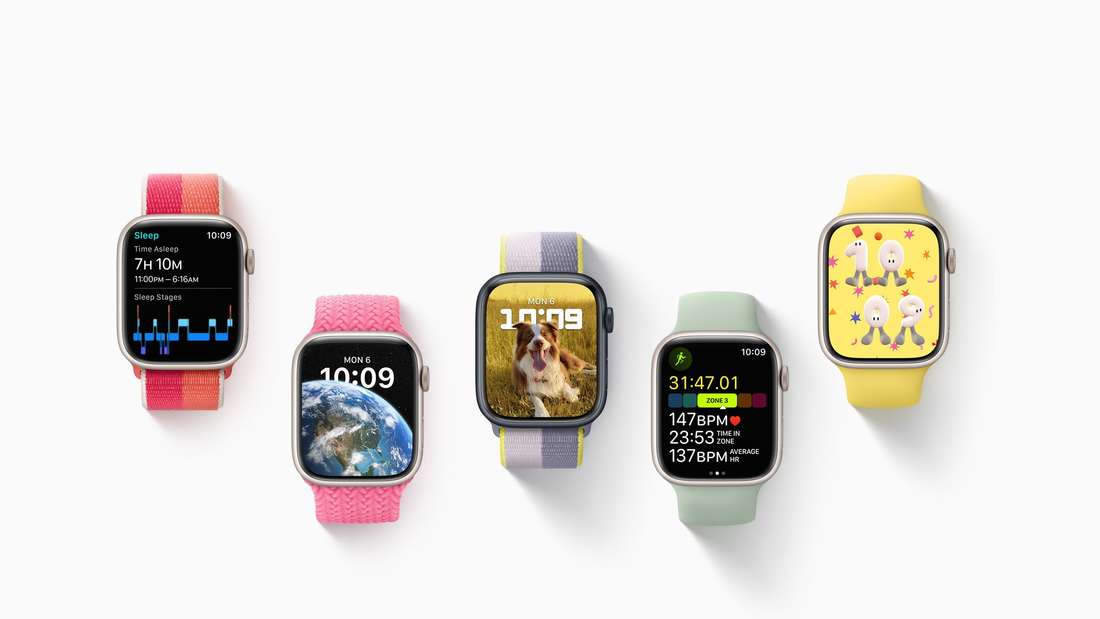 Sleep 10:09
Time Asleep
7H 10M
11:00PM – 6:16AM
Sleep Stages
MON 6
10:09
MON 6
10:09
10:09
31:47.01
ZONE 3
147BPM
23:53 TIME IN
ZONE
137BPM AVERAGE
HR
10
09